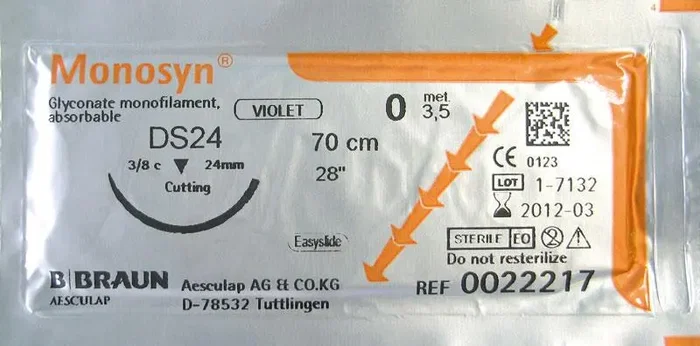 Monosyn®
Glyconate monofilament,
absorbable
VIOLET
0
met.
3,5
DS24
70 cm
3/8 c
24mm
28"
Cutting
CE 0123
LOT 1-7132
2012-03
Easyslide
STERILE EO
Do not resterilize
B|BRAUN
AESCULAP
Aesculap AG & CO.KG
D-78532 Tuttlingen
REF 0022217